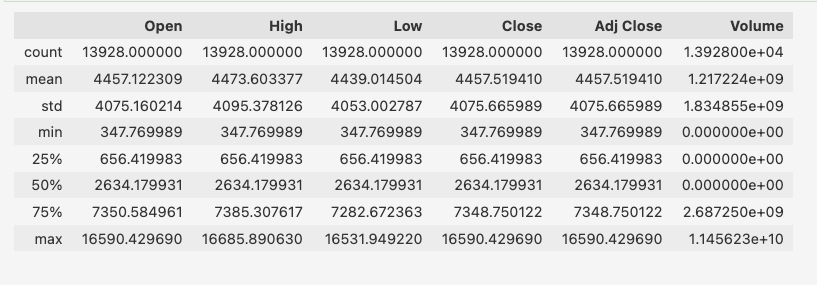 Open High Low Close Adj Close Volume
count 13928.000000 13928.000000 13928.000000 13928.000000 13928.000000 1.392800e+04
mean 4457.122309 4473.603377 4439.014504 4457.519410 4457.519410 1.217224e+09
std 4075.160214 4095.378126 4053.002787 4075.665989 4075.665989 1.834855e+09
min 347.769989 347.769989 347.769989 347.769989 347.769989 0.000000e+00
25% 656.419983 656.419983 656.419983 656.419983 656.419983 0.000000e+00
50% 2634.179931 2634.179931 2634.179931 2634.179931 2634.179931 0.000000e+00
75% 7350.584961 7385.307617 7282.672363 7348.750122 7348.750122 2.687250e+09
max 16590.429690 16685.890630 16531.949220 16590.429690 16590.429690 1.145623e+10